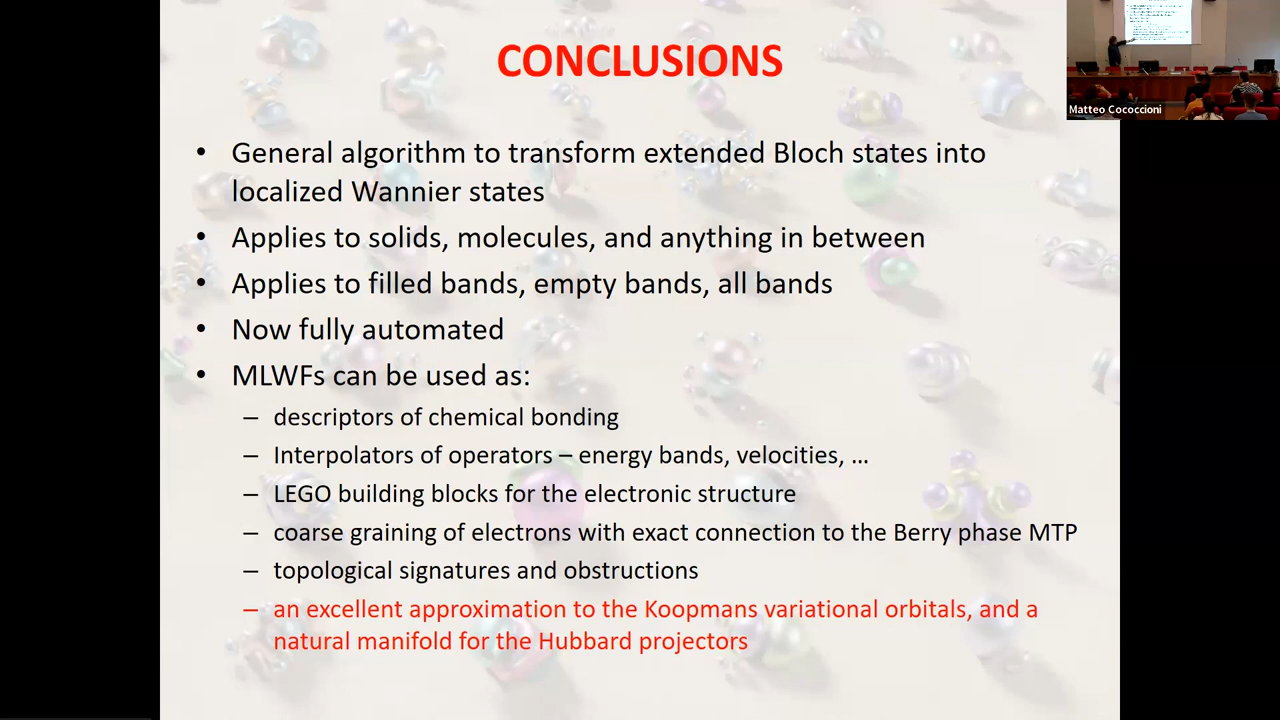 CONCLUSIONS
Matteo Cococcioni
• General algorithm to transform extended Bloch states into
localized Wannier states
• Applies to solids, molecules, and anything in between
• Applies to filled bands, empty bands, all bands
• Now fully automated
• MLWFs can be used as:
– descriptors of chemical bonding
– Interpolators of operators – energy bands, velocities, …
– LEGO building blocks for the electronic structure
– coarse graining of electrons with exact connection to the Berry phase MTP
– topological signatures and obstructions
– an excellent approximation to the Koopmans variational orbitals, and a
natural manifold for the Hubbard projectors